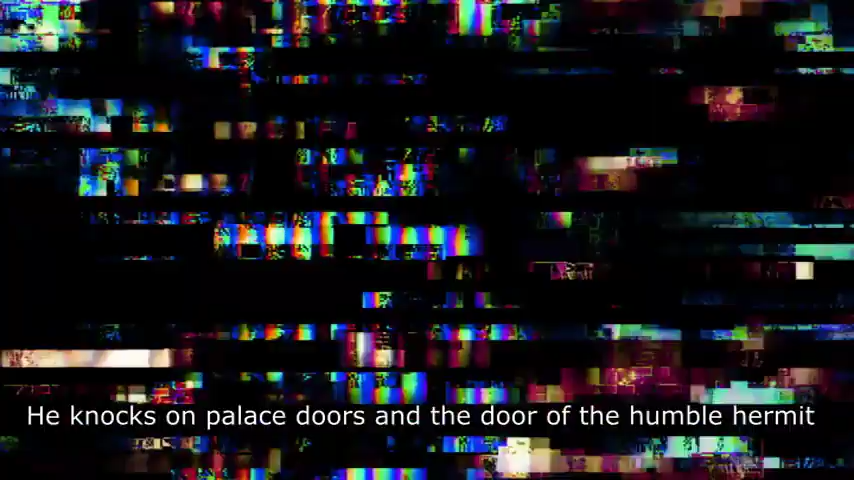 He knocks on palace doors and the door of the humble hermit